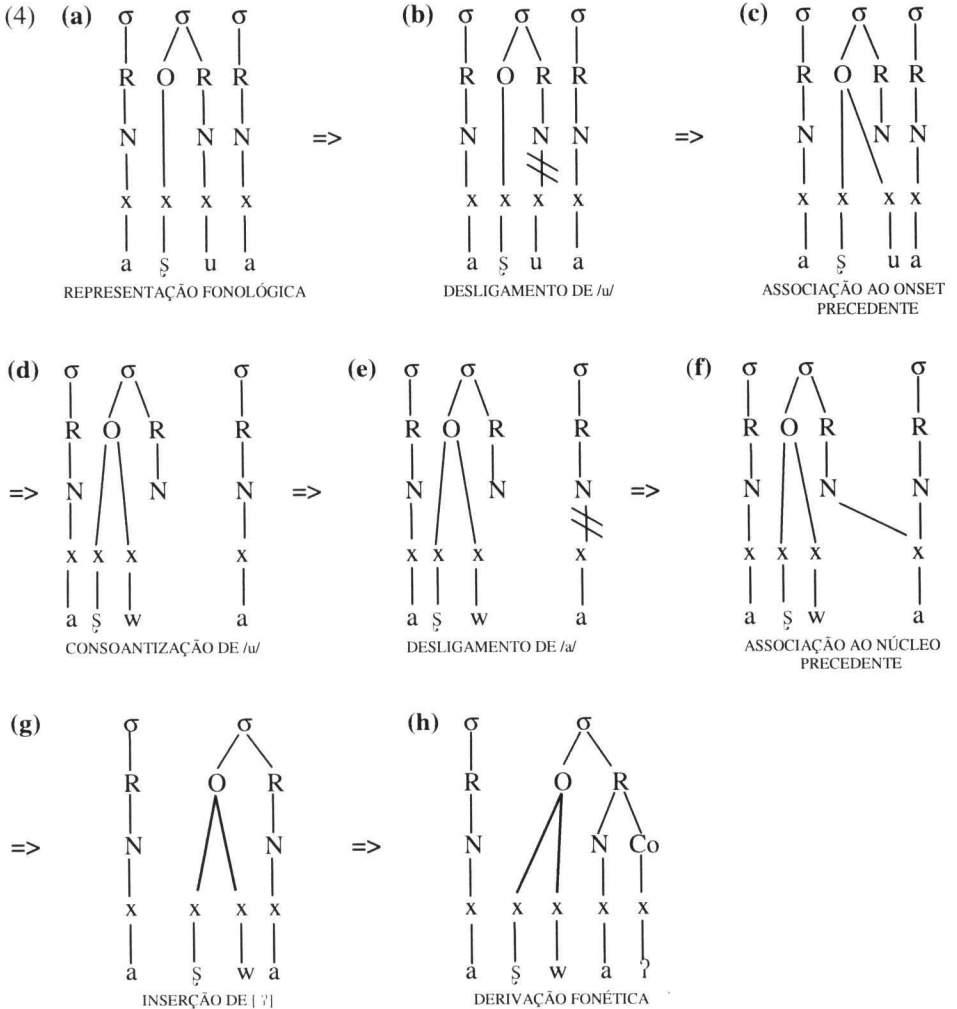 (4) (a) σ σ σ (b) σ σ σ (c) σ σ σ
R O R R R O R R R O R R
N N N => N N N => N N N
x x x x x x x x x x x x
a ş u a a ş u a a ş u a
REPRESENTAÇÃO FONOLÓGICA DESLIGAMENTO DE /u/ ASSOCIAÇÃO AO ONSET
PRECEDENTE
(d) σ σ σ (e) σ σ σ (f) σ σ σ
R O R R R O R R R O R R
=> N N N => N N N => N N N
x x x x x x x x x x x x
a ş w a a ş w a a ş w a
CONSOANTIZAÇÃO DE /u/ DESLIGAMENTO DE /a/ ASSOCIAÇÃO AO NÚCLEO
PRECEDENTE
(g) σ σ (h) σ σ
R O R R O R
=> N N => N N Co
x x x x x x x x x
a ş w a a ş w a ʔ
INSERÇÃO DE [ʔ] DERIVAÇÃO FONÉTICA